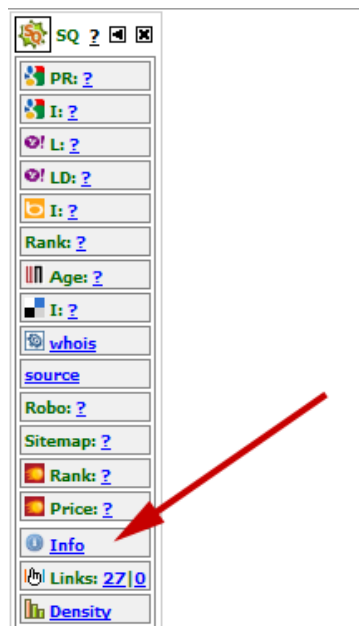 SQ ?
PR: ?
I: ?
Y! L: ?
Y! LD: ?
b I: ?
Rank: ?
Age: ?
I: ?
whois
source
Robo: ?
Sitemap: ?
Rank: ?
Price: ?
i Info
Links: 27|0
Density